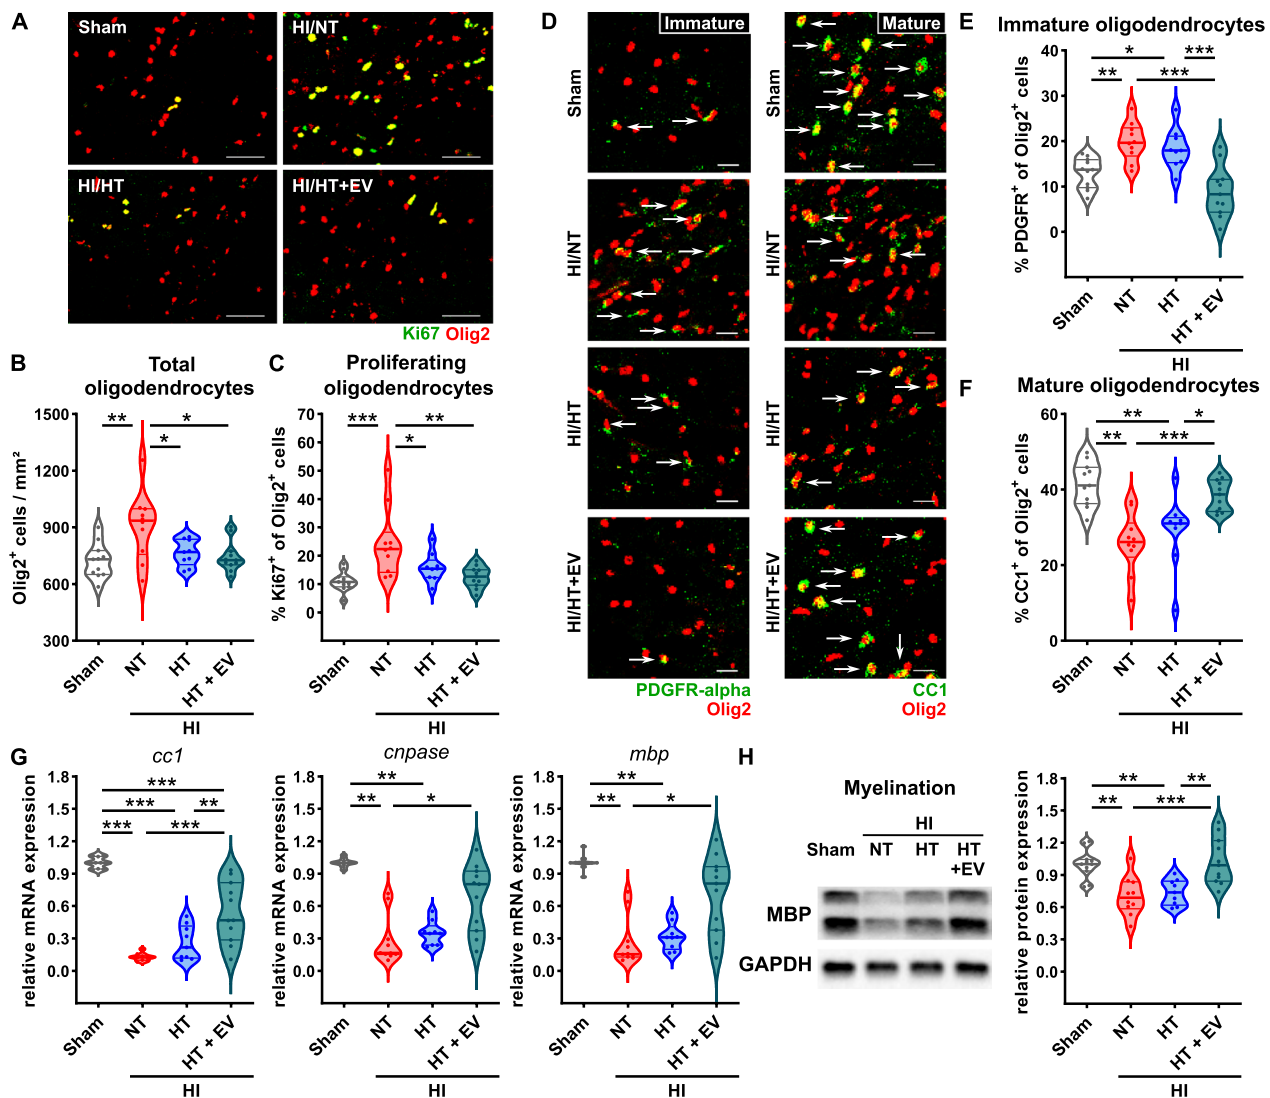 A
Sham
HI/NT
HI/HT
HI/HT+EV
Ki67 Olig2
B
Total
oligodendrocytes
Olig2+ cells / mm²
1500
1200
900
600
300
** *
*
Sham
NT
HT
HT + EV
HI
C
Proliferating
oligodendrocytes
% Ki67+ of Olig2+ cells
70
60
50
40
30
20
10
0
*** **
*
Sham
NT
HT
HT + EV
HI
D
Immature
Mature
Sham
Sham
HI/NT
HI/NT
HI/HT
HI/HT
HI/HT+EV
HI/HT+EV
PDGFR-alpha
Olig2
CC1
Olig2
E
Immature oligodendrocytes
% PDGFR+ of Olig2+ cells
40
30
20
10
0
* ***
** ***
Sham
NT
HT
HT + EV
HI
F
Mature oligodendrocytes
% CC1+ of Olig2+ cells
60
40
20
0
** *
** ***
Sham
NT
HT
HT + EV
HI
G
cc1
relative mRNA expression
1.8
1.5
1.2
0.9
0.6
0.3
0.0
***
*** **
*** ***
Sham
NT
HT
HT + EV
HI
cnpase
relative mRNA expression
1.8
1.5
1.2
0.9
0.6
0.3
0.0
**
** *
Sham
NT
HT
HT + EV
HI
mbp
relative mRNA expression
1.8
1.5
1.2
0.9
0.6
0.3
0.0
**
** *
Sham
NT
HT
HT + EV
HI
H
Myelination
HI
Sham NT HT HT
+EV
MBP
GAPDH
relative protein expression
1.8
1.5
1.2
0.9
0.6
0.3
0.0
** **
** ***
Sham
NT
HT
HT + EV
HI